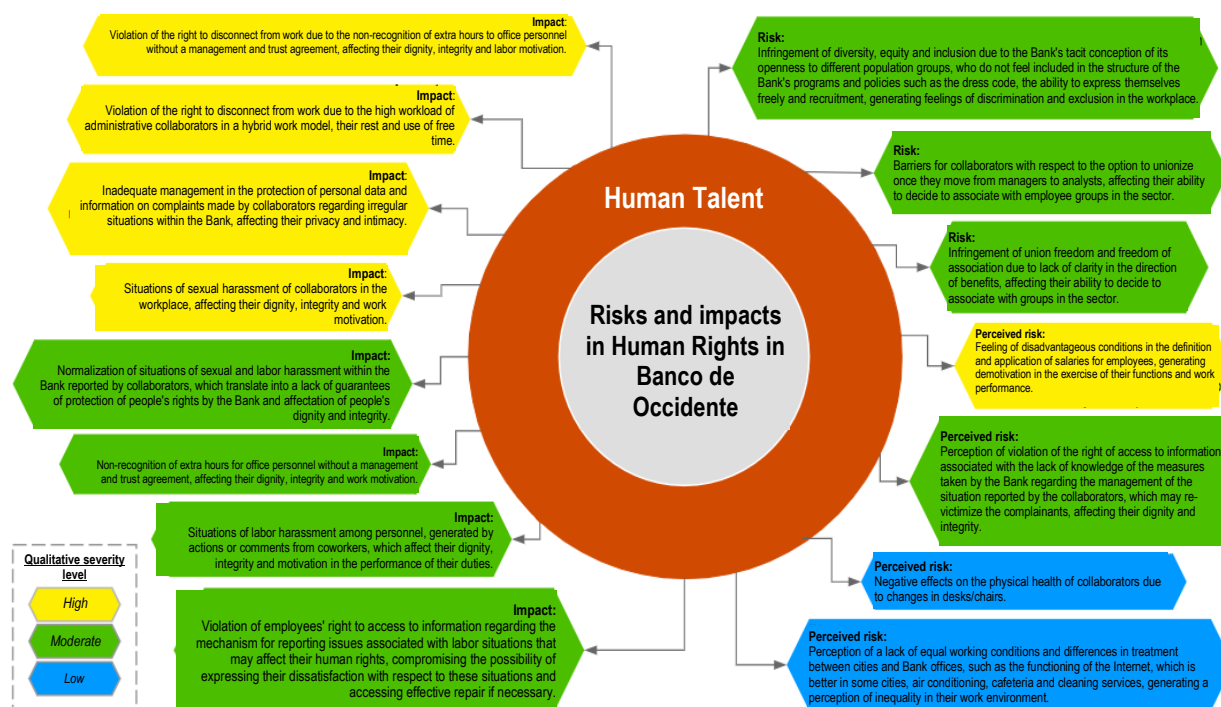 Impact:
Violation of the right to disconnect from work due to the non-recognition of extra hours to office personnel
without a management and trust agreement, affecting their dignity, integrity and labor motivation.
Impact:
Violation of the right to disconnect from work due to the high workload of
administrative collaborators in a hybrid work model, their rest and use of free
time.
Impact:
Inadequate management in the protection of personal data and
information on complaints made by collaborators regarding irregular
situations within the Bank, affecting their privacy and intimacy.
Impact:
Situations of sexual harassment of collaborators in the
workplace, affecting their dignity, integrity and work
motivation.
Impact:
Normalization of situations of sexual and labor harassment within the
Bank reported by collaborators, which translate into a lack of guarantees
of protection of people's rights by the Bank and affectation of people's
dignity and integrity.
Impact:
Non-recognition of extra hours for office personnel without a management
and trust agreement, affecting their dignity, integrity and work motivation.
Impact:
Situations of labor harassment among personnel, generated by
actions or comments from coworkers, which affect their dignity,
integrity and motivation in the performance of their duties.
Impact:
Violation of employees' right to access to information regarding the
mechanism for reporting issues associated with labor situations that
may affect their human rights, compromising the possibility of
expressing their dissatisfaction with respect to these situations and
accessing effective repair if necessary.
Qualitative severity
level
High
Moderate
Low
Human Talent
Risks and impacts
in Human Rights in
Banco de
Occidente
Risk:
Infringement of diversity, equity and inclusion due to the Bank's tacit conception of its
openness to different population groups, who do not feel included in the structure of the
Bank's programs and policies such as the dress code, the ability to express themselves
freely and recruitment, generating feelings of discrimination and exclusion in the workplace.
Risk:
Barriers for collaborators with respect to the option to unionize
once they move from managers to analysts, affecting their ability
to decide to associate with employee groups in the sector.
Risk:
Infringement of union freedom and freedom of
association due to lack of clarity in the direction
of benefits, affecting their ability to decide to
associate with groups in the sector.
Perceived risk:
Feeling of disadvantageous conditions in the definition
and application of salaries for employees, generating
demotivation in the exercise of their functions and work
performance.
Perceived risk:
Perception of violation of the right of access to information
associated with the lack of knowledge of the measures
taken by the Bank regarding the management of the
situation reported by the collaborators, which may re-
victimize the complainants, affecting their dignity and
integrity.
Perceived risk:
Negative effects on the physical health of collaborators due
to changes in desks/chairs.
Perceived risk:
Perception of a lack of equal working conditions and differences in treatment
between cities and Bank offices, such as the functioning of the Internet, which is
better in some cities, air conditioning, cafeteria and cleaning services, generating a
perception of inequality in their work environment.